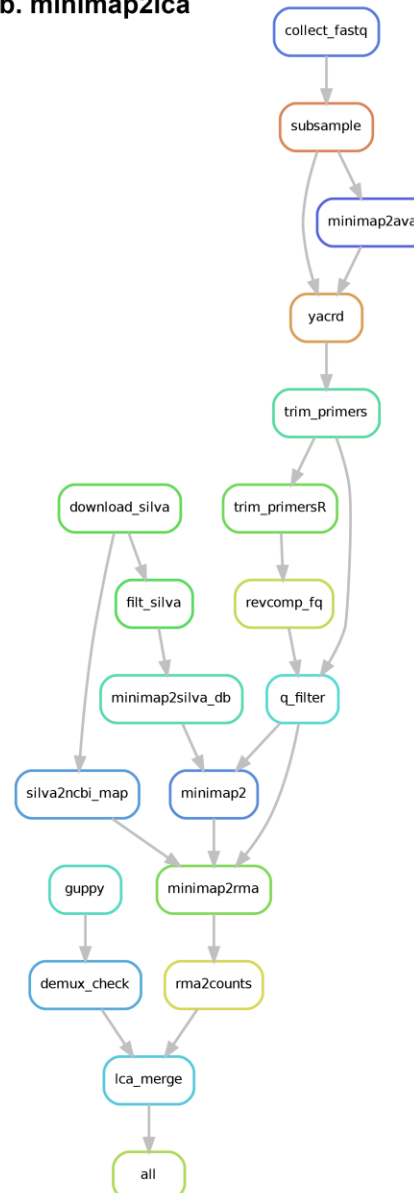 b. minimap2lca
collect_fastq
subsample
minimap2ava
yacrd
trim_primers
download_silva
trim_primersR
filt_silva
revcomp_fq
minimap2silva_db
q_filter
silva2ncbi_map
minimap2
guppy
minimap2rma
demux_check
rma2counts
lca_merge
all